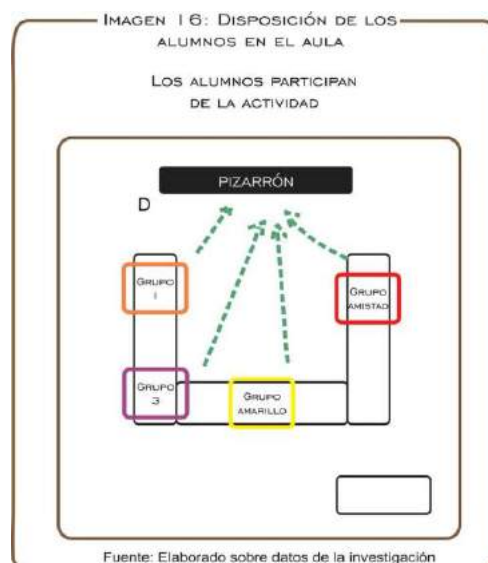 IMAGEN 16: DISPOSICIÓN DE LOS
ALUMNOS EN EL AULA
LOS ALUMNOS PARTICIPAN
DE LA ACTIVIDAD
PIZARRÓN
D
GRUPO
1
GRUPO
AMISTAD
GRUPO
3
GRUPO
AMARILLO
Fuente: Elaborado sobre datos de la investigación